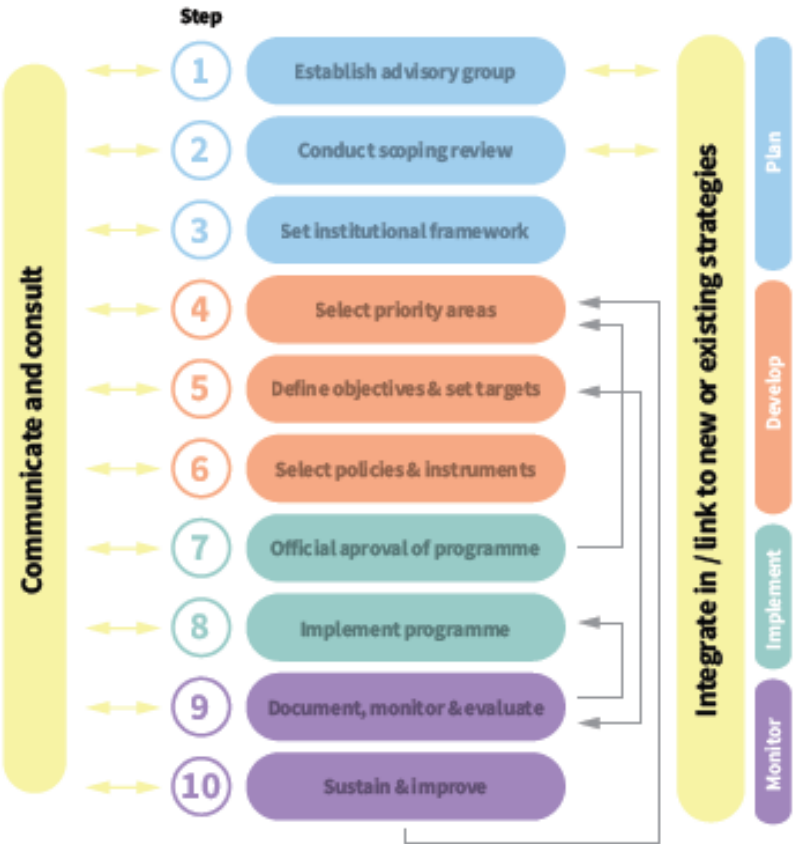 Step
Communicate and consult
1 Establish advisory group
2 Conduct scoping review
3 Set institutional framework
4 Select priority areas
5 Define objectives & set targets
6 Select policies & instruments
7 Official aproval of programme
8 Implement programme
9 Document, monitor & evaluate
10 Sustain & improve
Integrate in / link to new or existing strategies
Plan
Develop
Implement
Monitor